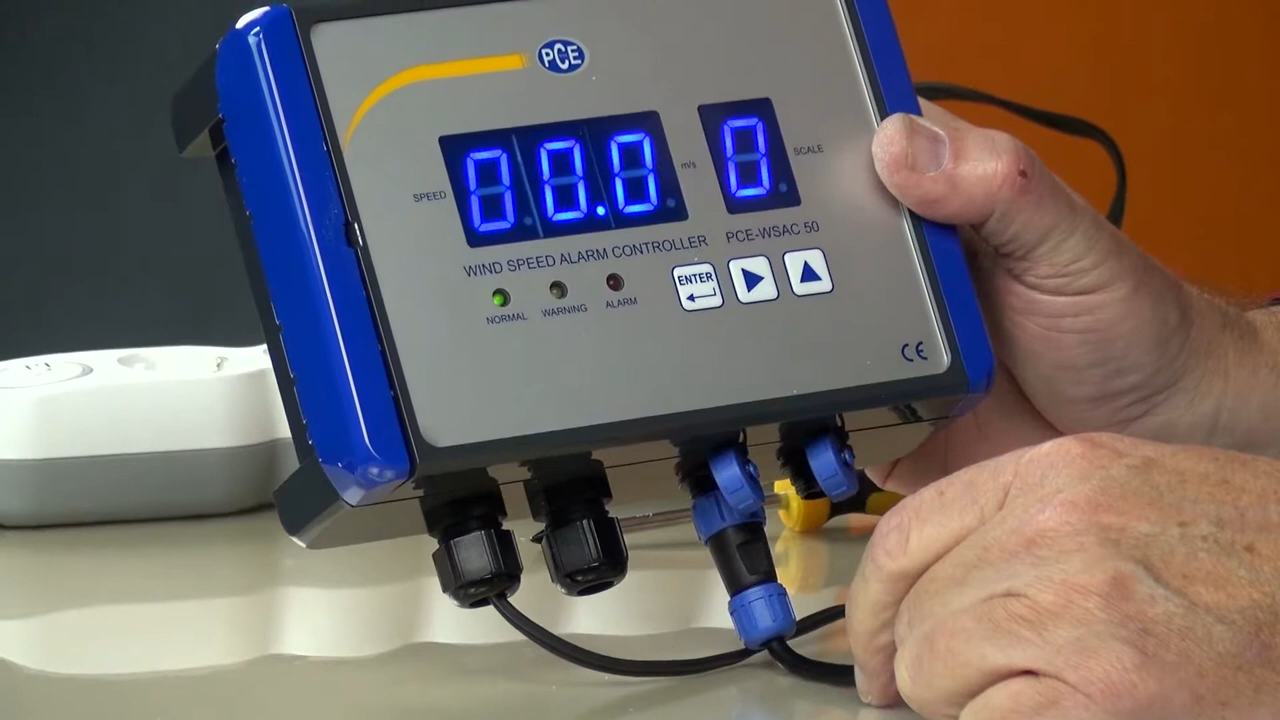 PCE
SPEED 00.0 m/s 0 SCALE
WIND SPEED ALARM CONTROLLER PCE-WSAC 50
NORMAL WARNING ALARM
ENTER
CE